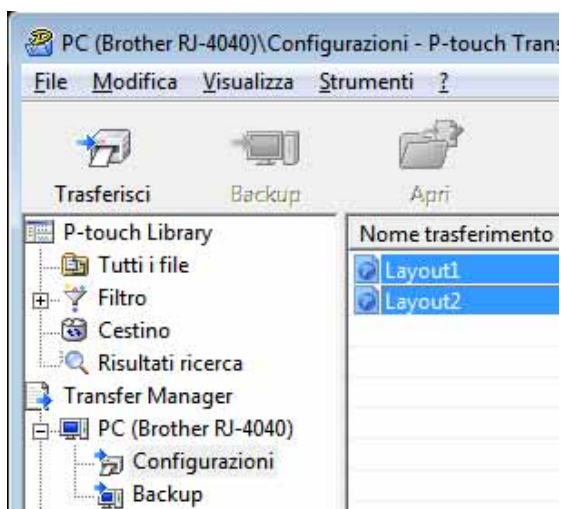 PC (Brother RJ-4040)\Configurazioni - P-touch Trans
File Modifica Visualizza Strumenti ?
Trasferisci Backup Apri
P-touch Library
Tutti i file
Filtro
Cestino
Risultati ricerca
Transfer Manager
PC (Brother RJ-4040)
Configurazioni
Backup
Nome trasferimento
Layout1
Layout2